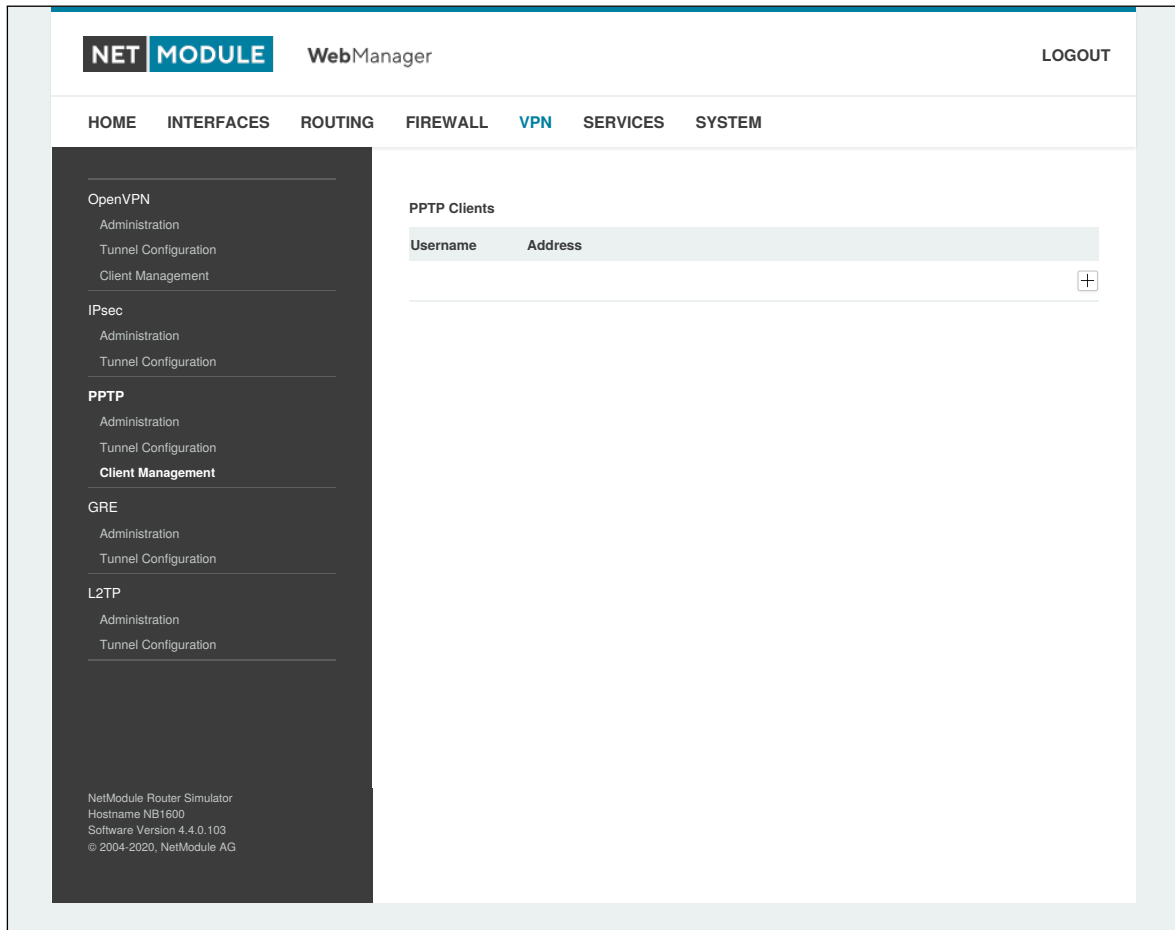 NET MODULE WebManager LOGOUT
HOME INTERFACES ROUTING FIREWALL VPN SERVICES SYSTEM
OpenVPN
Administration
Tunnel Configuration
Client Management
IPsec
Administration
Tunnel Configuration
PPTP
Administration
Tunnel Configuration
Client Management
GRE
Administration
Tunnel Configuration
L2TP
Administration
Tunnel Configuration
NetModule Router Simulator
Hostname NB1600
Software Version 4.4.0.103
© 2004-2020, NetModule AG
PPTP Clients
Username Address